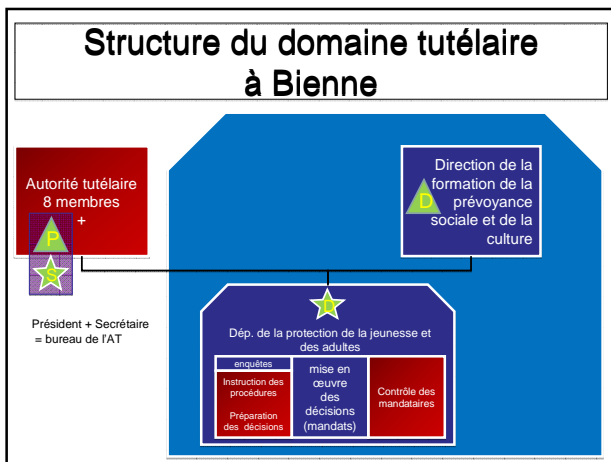 Structure du domaine tutélaire
à Bienne
Autorité tutélaire
8 membres
+
P
S
Président + Secrétaire
= bureau de l'AT
Direction de la
formation de la
prévoyance
sociale et de la
culture
D
D
Dép. de la protection de la jeunesse et
des adultes
enquêtes
Instruction des
procédures
Préparation
des décisions
mise en
œuvre
des
décisions
(mandats)
Contrôle des
mandataires